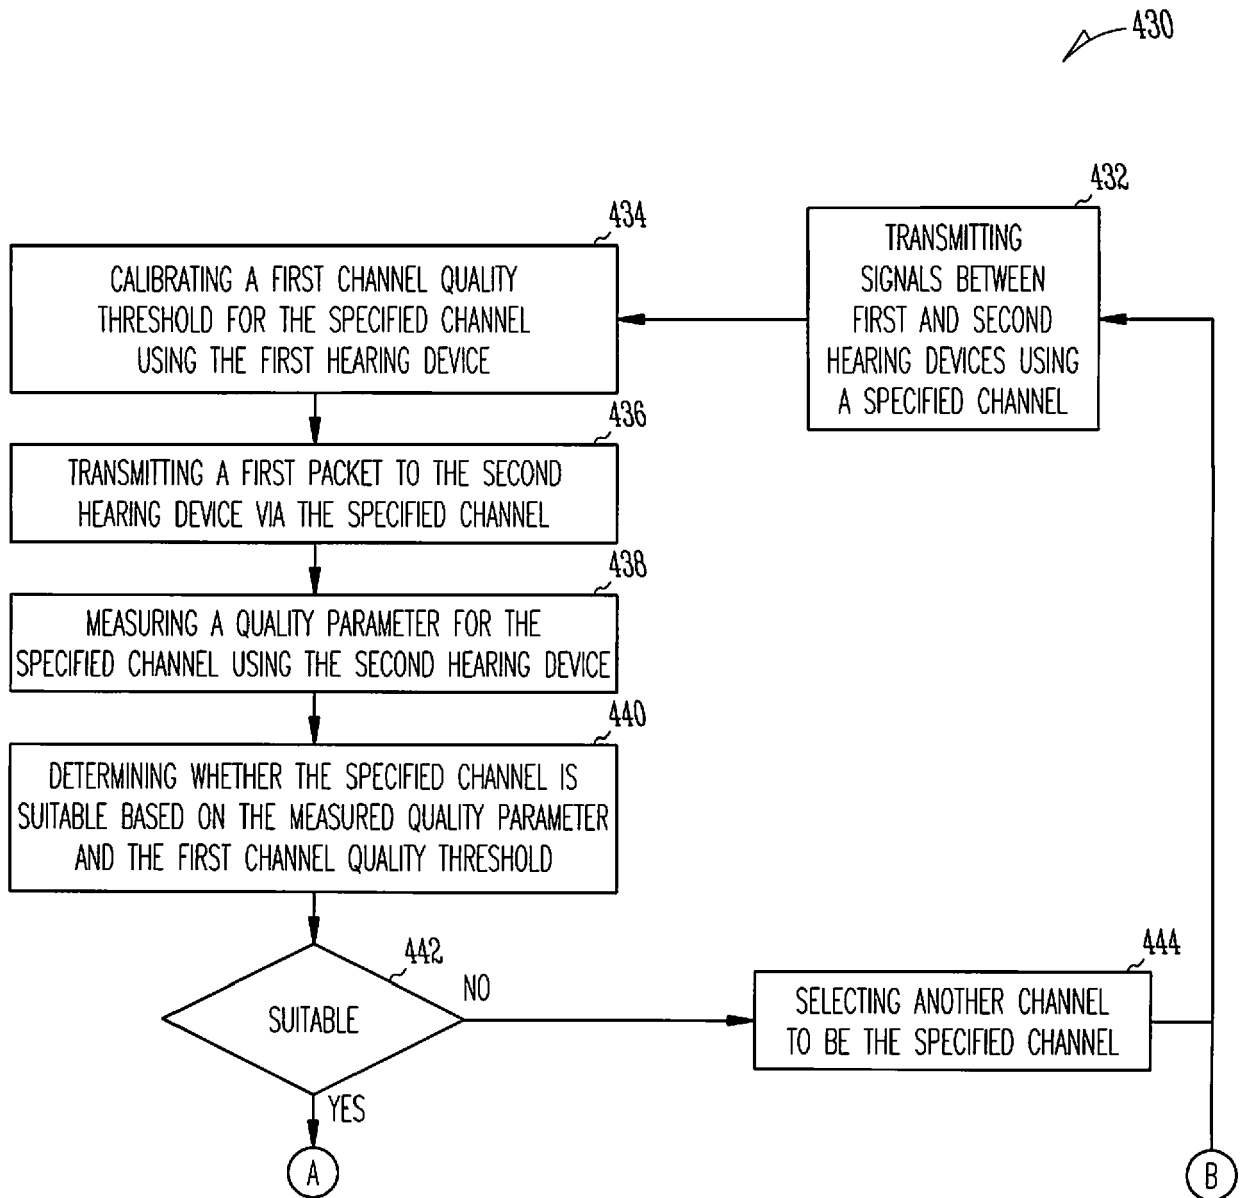 430
432
TRANSMITTING
SIGNALS BETWEEN
FIRST AND SECOND
HEARING DEVICES USING
A SPECIFIED CHANNEL
434
CALIBRATING A FIRST CHANNEL QUALITY
THRESHOLD FOR THE SPECIFIED CHANNEL
USING THE FIRST HEARING DEVICE
436
TRANSMITTING A FIRST PACKET TO THE SECOND
HEARING DEVICE VIA THE SPECIFIED CHANNEL
438
MEASURING A QUALITY PARAMETER FOR THE
SPECIFIED CHANNEL USING THE SECOND HEARING DEVICE
440
DETERMINING WHETHER THE SPECIFIED CHANNEL IS
SUITABLE BASED ON THE MEASURED QUALITY PARAMETER
AND THE FIRST CHANNEL QUALITY THRESHOLD
442
SUITABLE
NO
444
SELECTING ANOTHER CHANNEL
TO BE THE SPECIFIED CHANNEL
YES
A
B